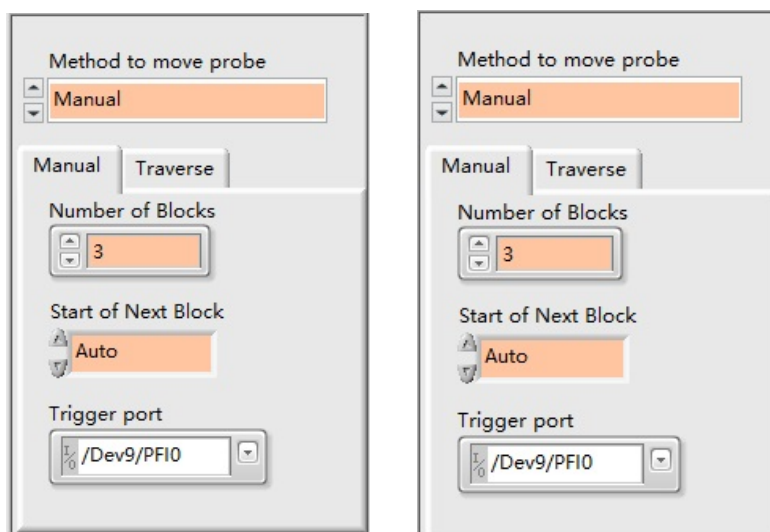 Method to move probe
Manual
Manual Traverse
Number of Blocks
3
Start of Next Block
Auto
Trigger port
I/O /Dev9/PFI0
Method to move probe
Manual
Manual Traverse
Number of Blocks
3
Start of Next Block
Auto
Trigger port
I/O /Dev9/PFI0